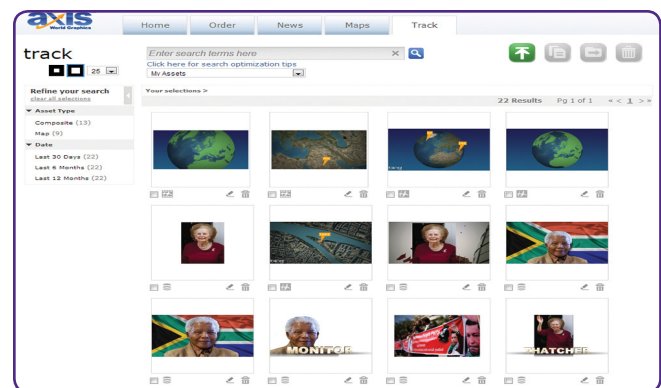 axis
World Graphics
Home
Order
News
Maps
Track
track
Enter search terms here
Click here for search optimization tips
My Assets
25
Refine your search
clear all selections
Asset Type
Composite (13)
Map (9)
Date
Last 30 Days (22)
Last 6 Months (22)
Last 12 Months (22)
Your selections >
22 Results Pg 1 of 1 « < 1 > »
MONITOR
THATCHER